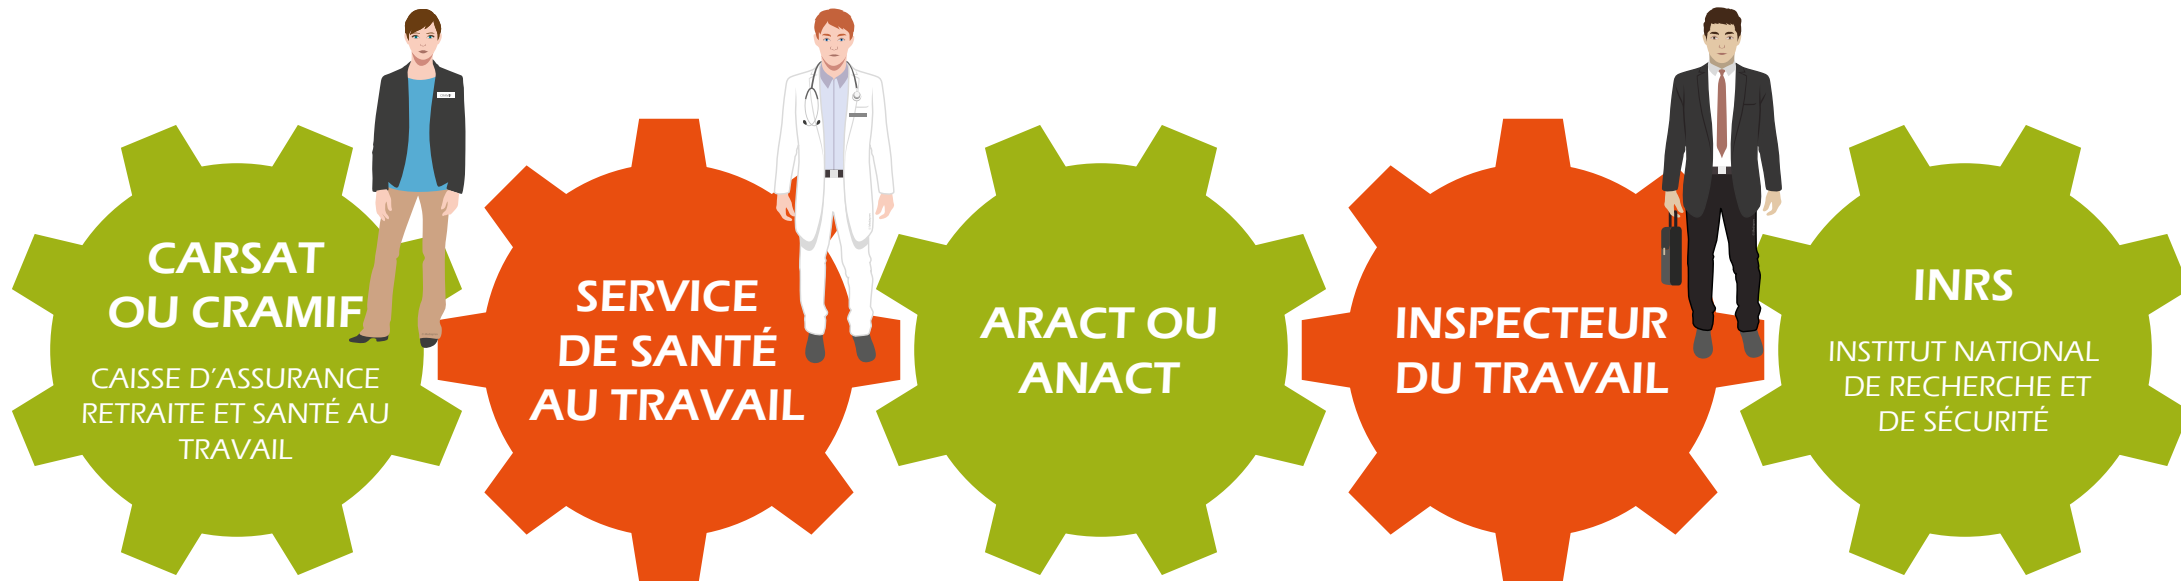 CARSAT
OU CRAMIF
CAISSE D'ASSURANCE
RETRAITE ET SANTÉ AU
TRAVAIL
SERVICE
DE SANTÉ
AU TRAVAIL
ARACT OU
ANACT
INSPECTEUR
DU TRAVAIL
INRS
INSTITUT NATIONAL
DE RECHERCHE ET
DE SÉCURITÉ